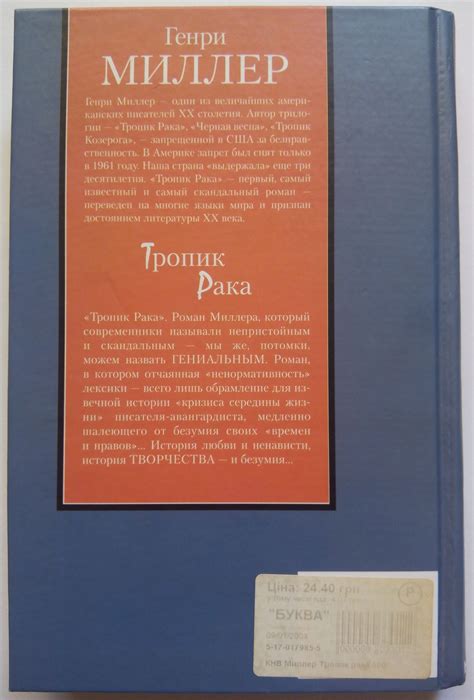 Генри
МИЛЛЕР
Генри Миллер — один из величайших амери-
канских писателей XX столетия. Автор трило-
гии — «Тропик Рака», «Черная весна», «Тропик
Козерога», — запрещенной в США за безнрав-
ственность. В Америке запрет был снят только
в 1961 году. Наша страна «выдержала» еще три
десятилетия. «Тропик Рака» — первый, самый
известный и самый скандальный роман —
переведен на многие языки мира и признан
достоянием литературы XX века.
Тропик
Рака
«Тропик Рака». Роман Миллера, который
современники называли непристойным
и скандальным — мы же, потомки,
можем назвать ГЕНИАЛЬНЫМ. Роман,
в котором отчаянная «ненормативность»
лексики — всего лишь обрамление для из-
вечной истории «кризиса середины жиз-
ни» писателя-авангардиста, медленно
шалеющего от безумия своих «времен
и нравов»... История любви и ненависти,
история ТВОРЧЕСТВА — и безумия...
Ціна: 24.40 грн
Р
"БУКВА"
КНВ Миллер Тропик рака